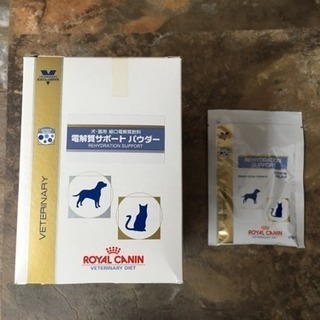 犬・猫用 経口電解質飲料
電解質サポート パウダー
REHYDRATION SUPPORT
VETERINARY
ROYAL CANIN
VETERINARY DIET
REHYDRATION
SUPPORT
ROYAL CANIN